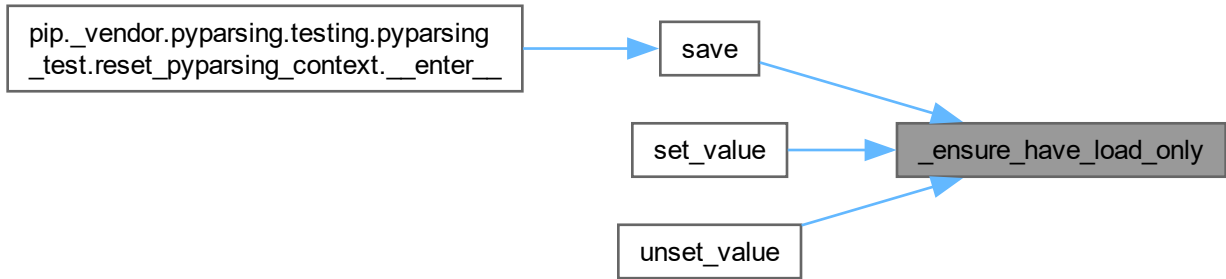 pip._vendor.pyparsing.testing.pyparsing
_test.reset_pyparsing_context.__enter__
save
set_value
_ensure_have_load_only
unset_value